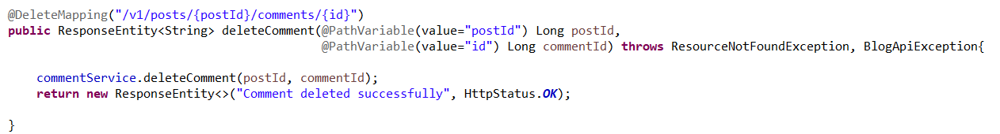 @DeleteMapping("/v1/posts/{postId}/comments/{id}")
public ResponseEntity<String> deleteComment(@PathVariable(value="postId") Long postId,
@PathVariable(value="id") Long commentId) throws ResourceNotFoundException, BlogApiException{
commentService.deleteComment(postId, commentId);
return new ResponseEntity<>("Comment deleted successfully", HttpStatus.OK);
}